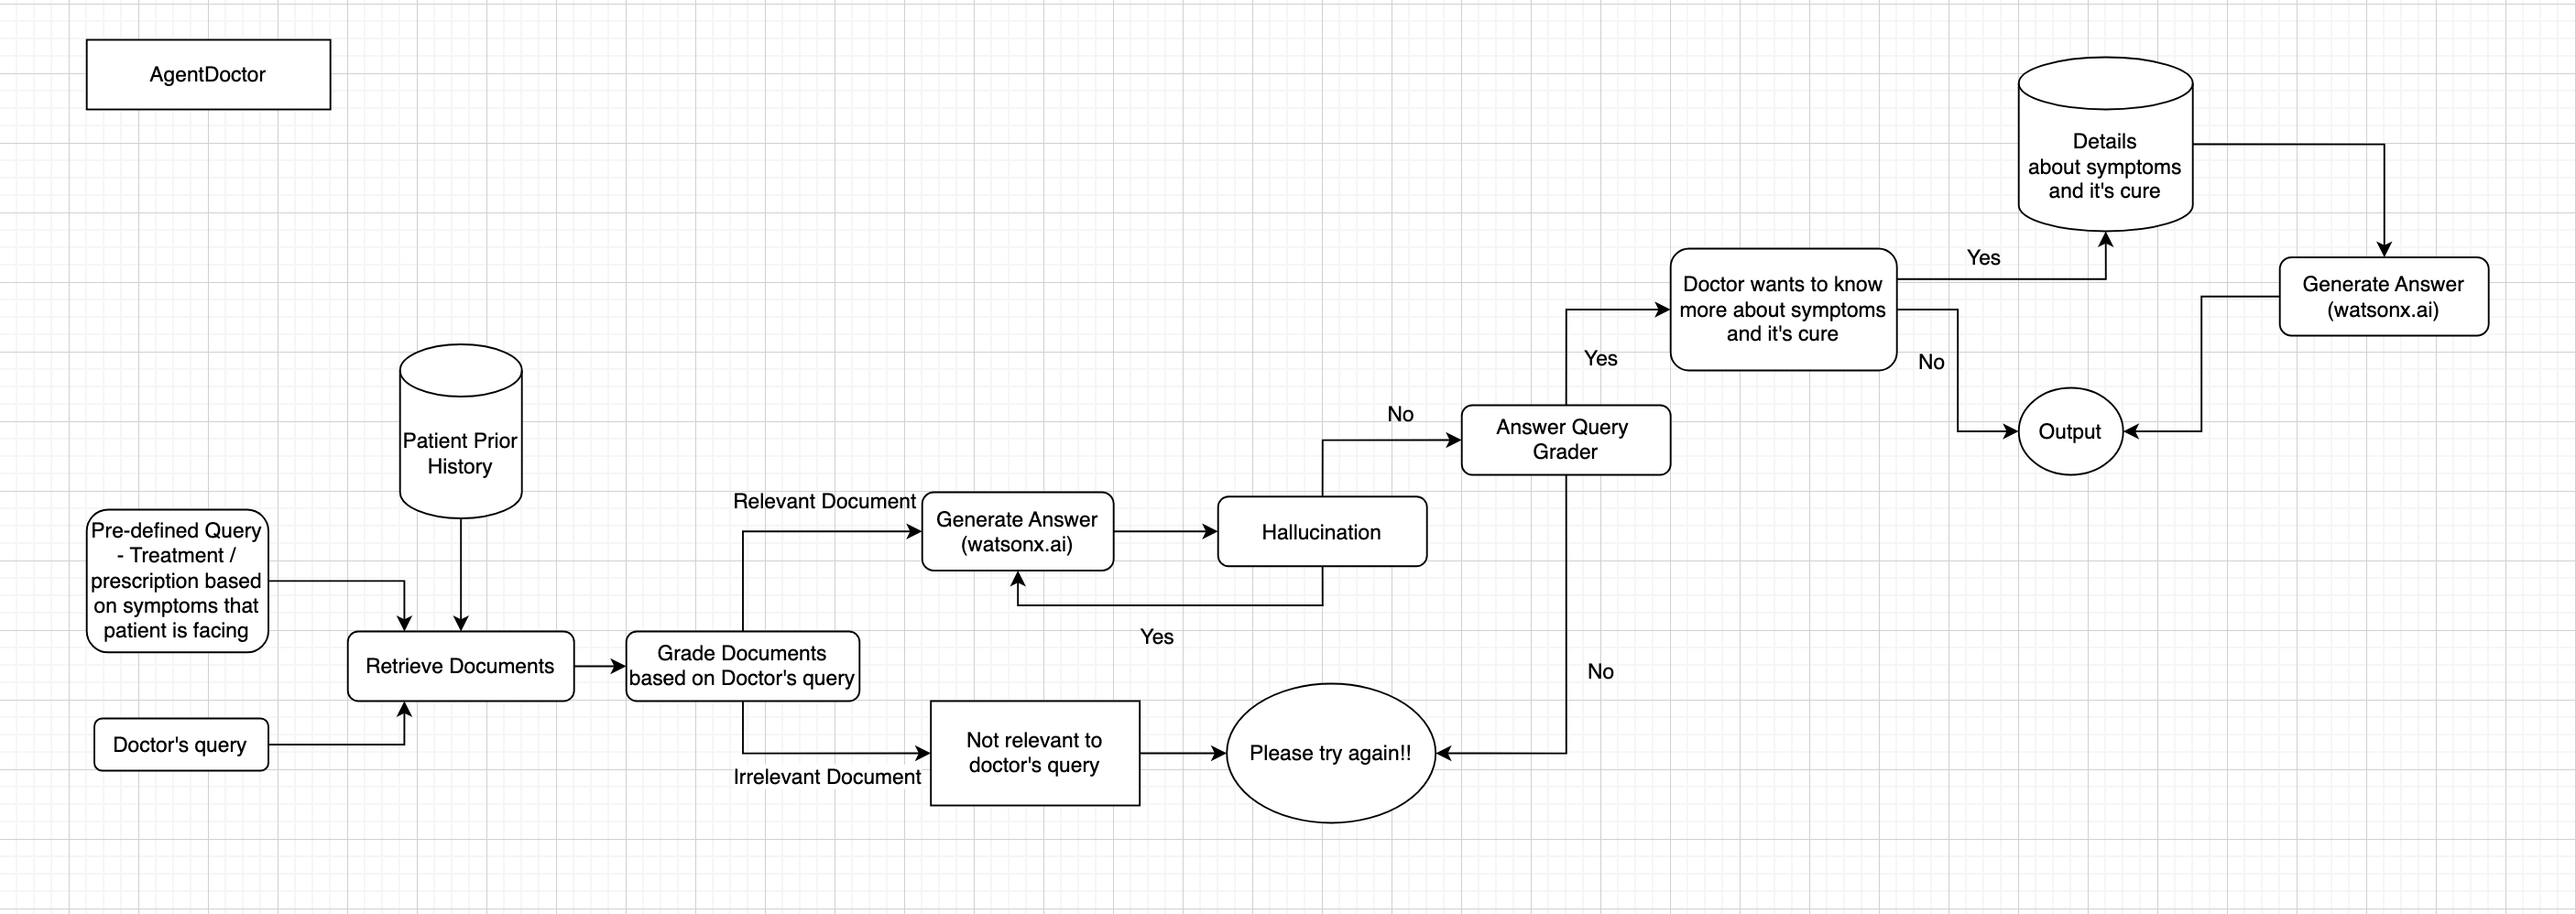 AgentDoctor
Details
about symptoms
and it's cure
Yes
Doctor wants to know
more about symptoms
and it's cure
Generate Answer
(watsonx.ai)
Yes
No
Output
Patient Prior
History
No
Answer Query
Grader
Relevant Document
Generate Answer
(watsonx.ai)
Hallucination
Yes
Pre-defined Query
- Treatment /
prescription based
on symptoms that
patient is facing
Retrieve Documents
Grade Documents
based on Doctor's query
No
Doctor's query
Not relevant to
doctor's query
Please try again!!
Irrelevant Document